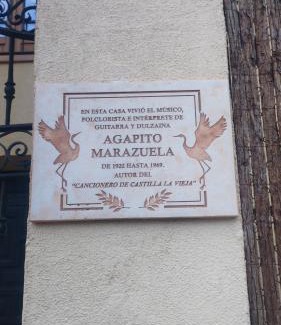 EN ESTA CASA VIVIÓ EL MÚSICO,
FOLCLORISTA E INTÉRPRETE DE
GUITARRA Y DULZAINA
AGAPITO
MARAZUELA
DE 1922 HASTA 1969.
AUTOR DEL
"CANCIONERO DE CASTILLA LA VIEJA"